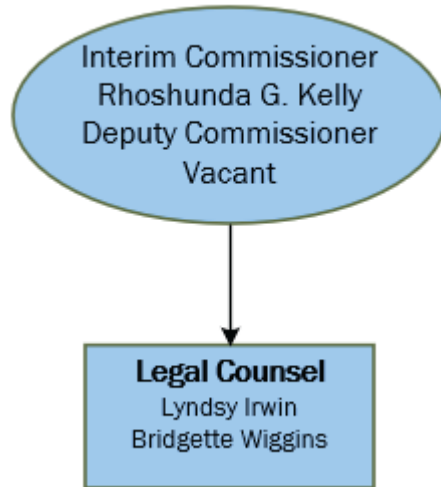 Interim Commissioner
Rhoshunda G. Kelly
Deputy Commissioner
Vacant
Legal Counsel
Lyndsy Irwin
Bridgette Wiggins